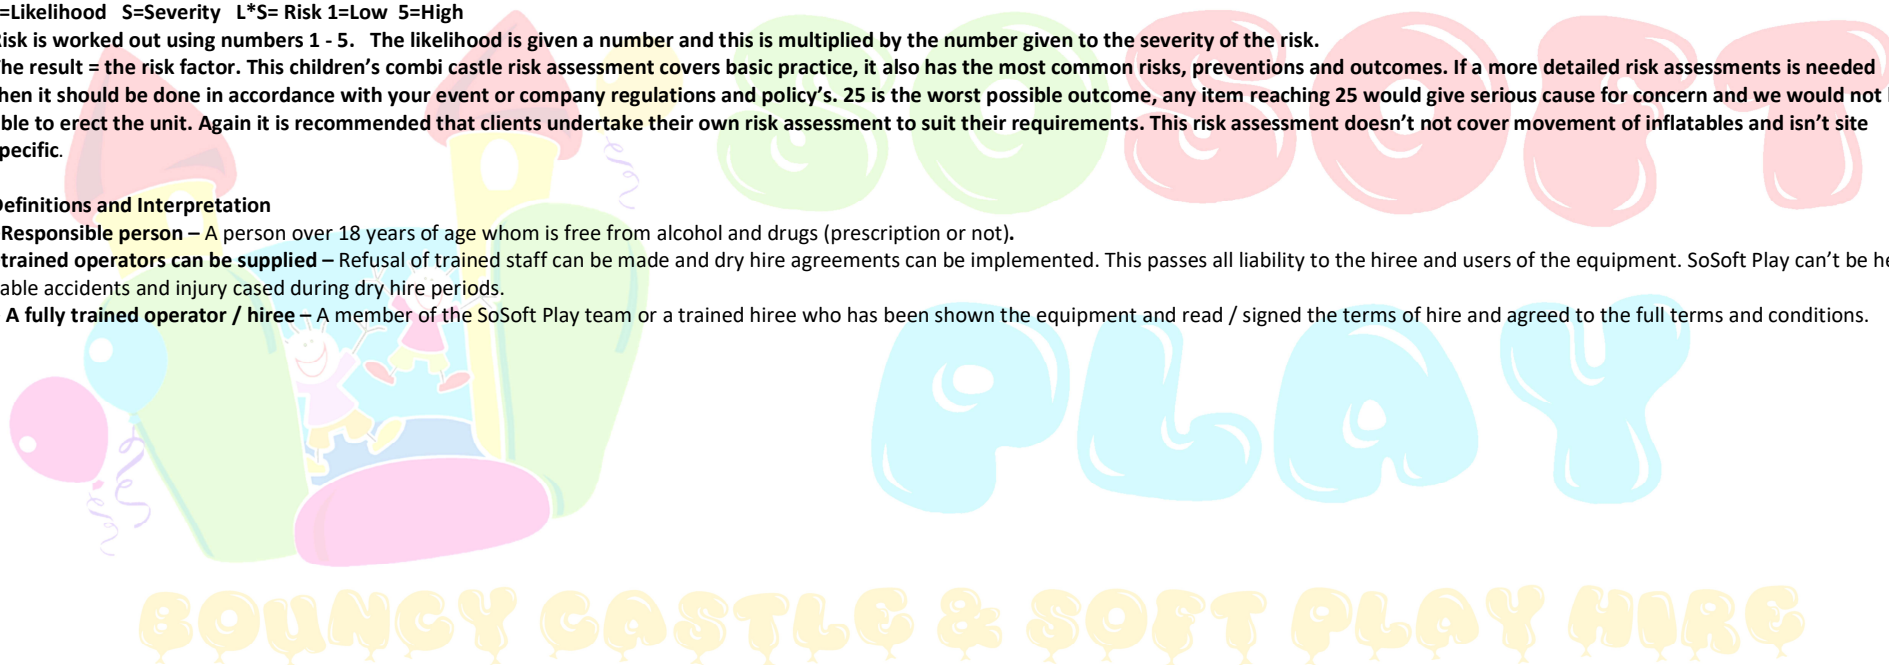 =Likelihood S=Severity L*S= Risk 1=Low 5=High
isk is worked out using numbers 1 - 5. The likelihood is given a number and this is multiplied by the number given to the severity of the risk.
he result = the risk factor. This children’s combi castle risk assessment covers basic practice, it also has the most common risks, preventions and outcomes. If a more detailed risk assessments is needed
hen it should be done in accordance with your event or company regulations and policy’s. 25 is the worst possible outcome, any item reaching 25 would give serious cause for concern and we would not
ble to erect the unit. Again it is recommended that clients undertake their own risk assessment to suit their requirements. This risk assessment doesn’t not cover movement of inflatables and isn’t site
pecific.
Definitions and Interpretation
Responsible person – A person over 18 years of age whom is free from alcohol and drugs (prescription or not).
trained operators can be supplied – Refusal of trained staff can be made and dry hire agreements can be implemented. This passes all liability to the hiree and users of the equipment. SoSoft Play can’t be he
able accidents and injury cased during dry hire periods.
A fully trained operator / hiree – A member of the SoSoft Play team or a trained hiree who has been shown the equipment and read / signed the terms of hire and agreed to the full terms and conditions.
SOSOFT
PLAY
BOUNCY CASTLE & SOFT PLAY HIRE